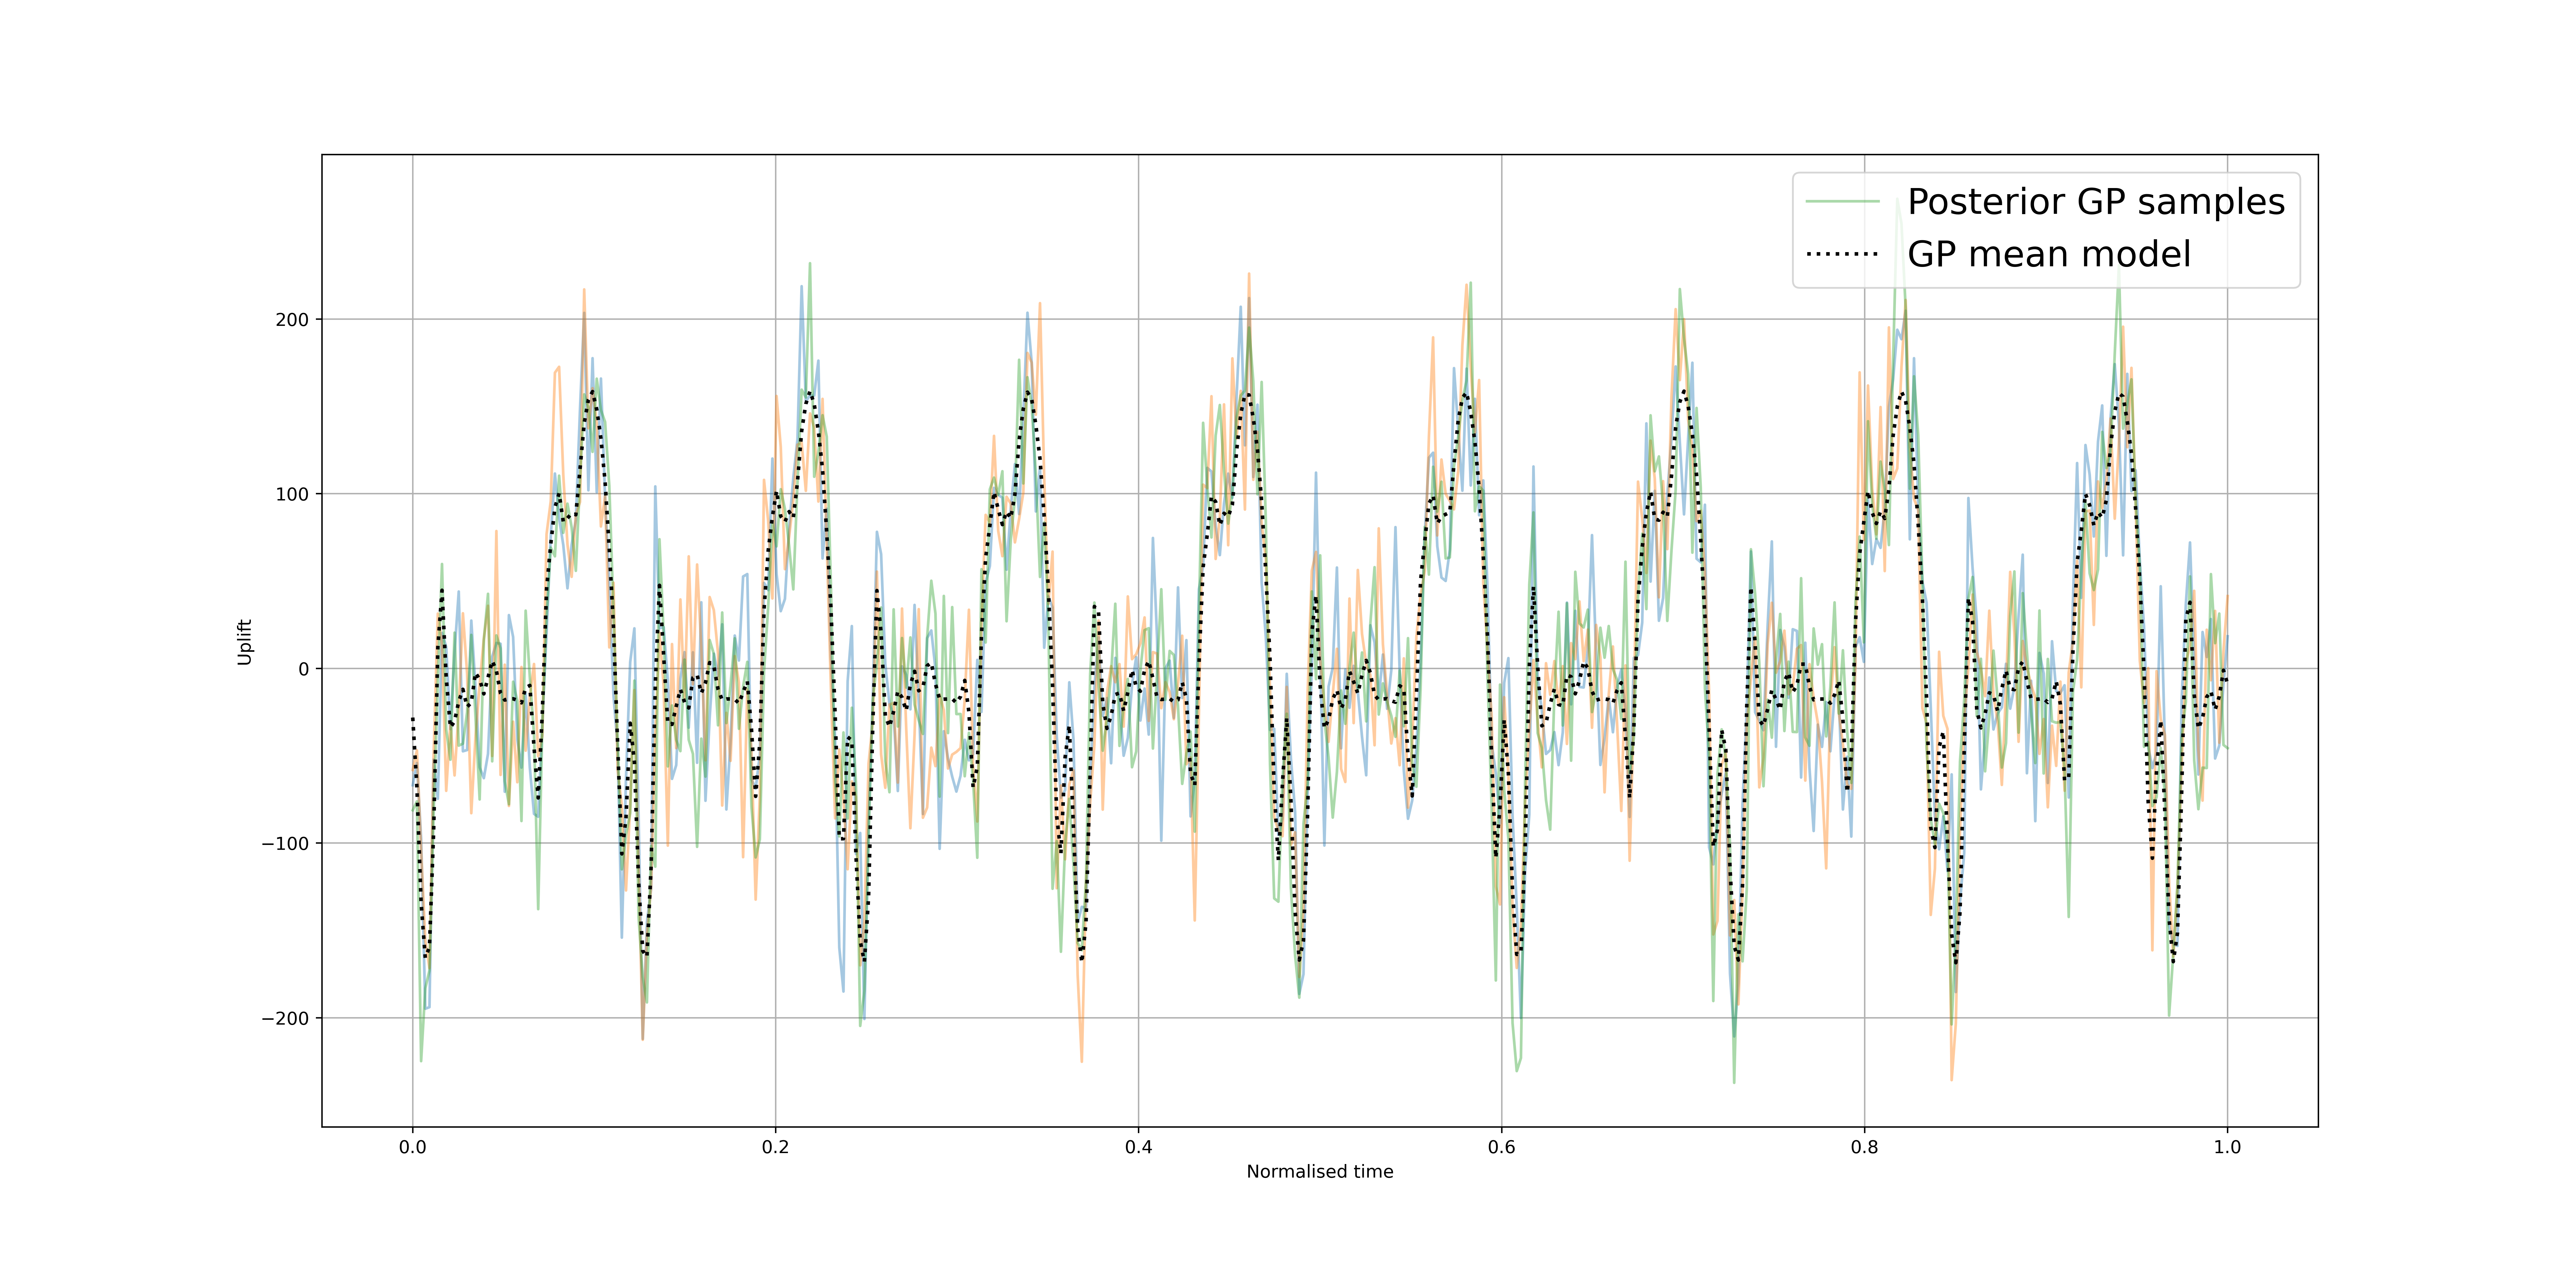 Posterior GP samples
GP mean model
Uplift
200
100
0
−100
−200
0.0
0.2
0.4
0.6
0.8
1.0
Normalised time